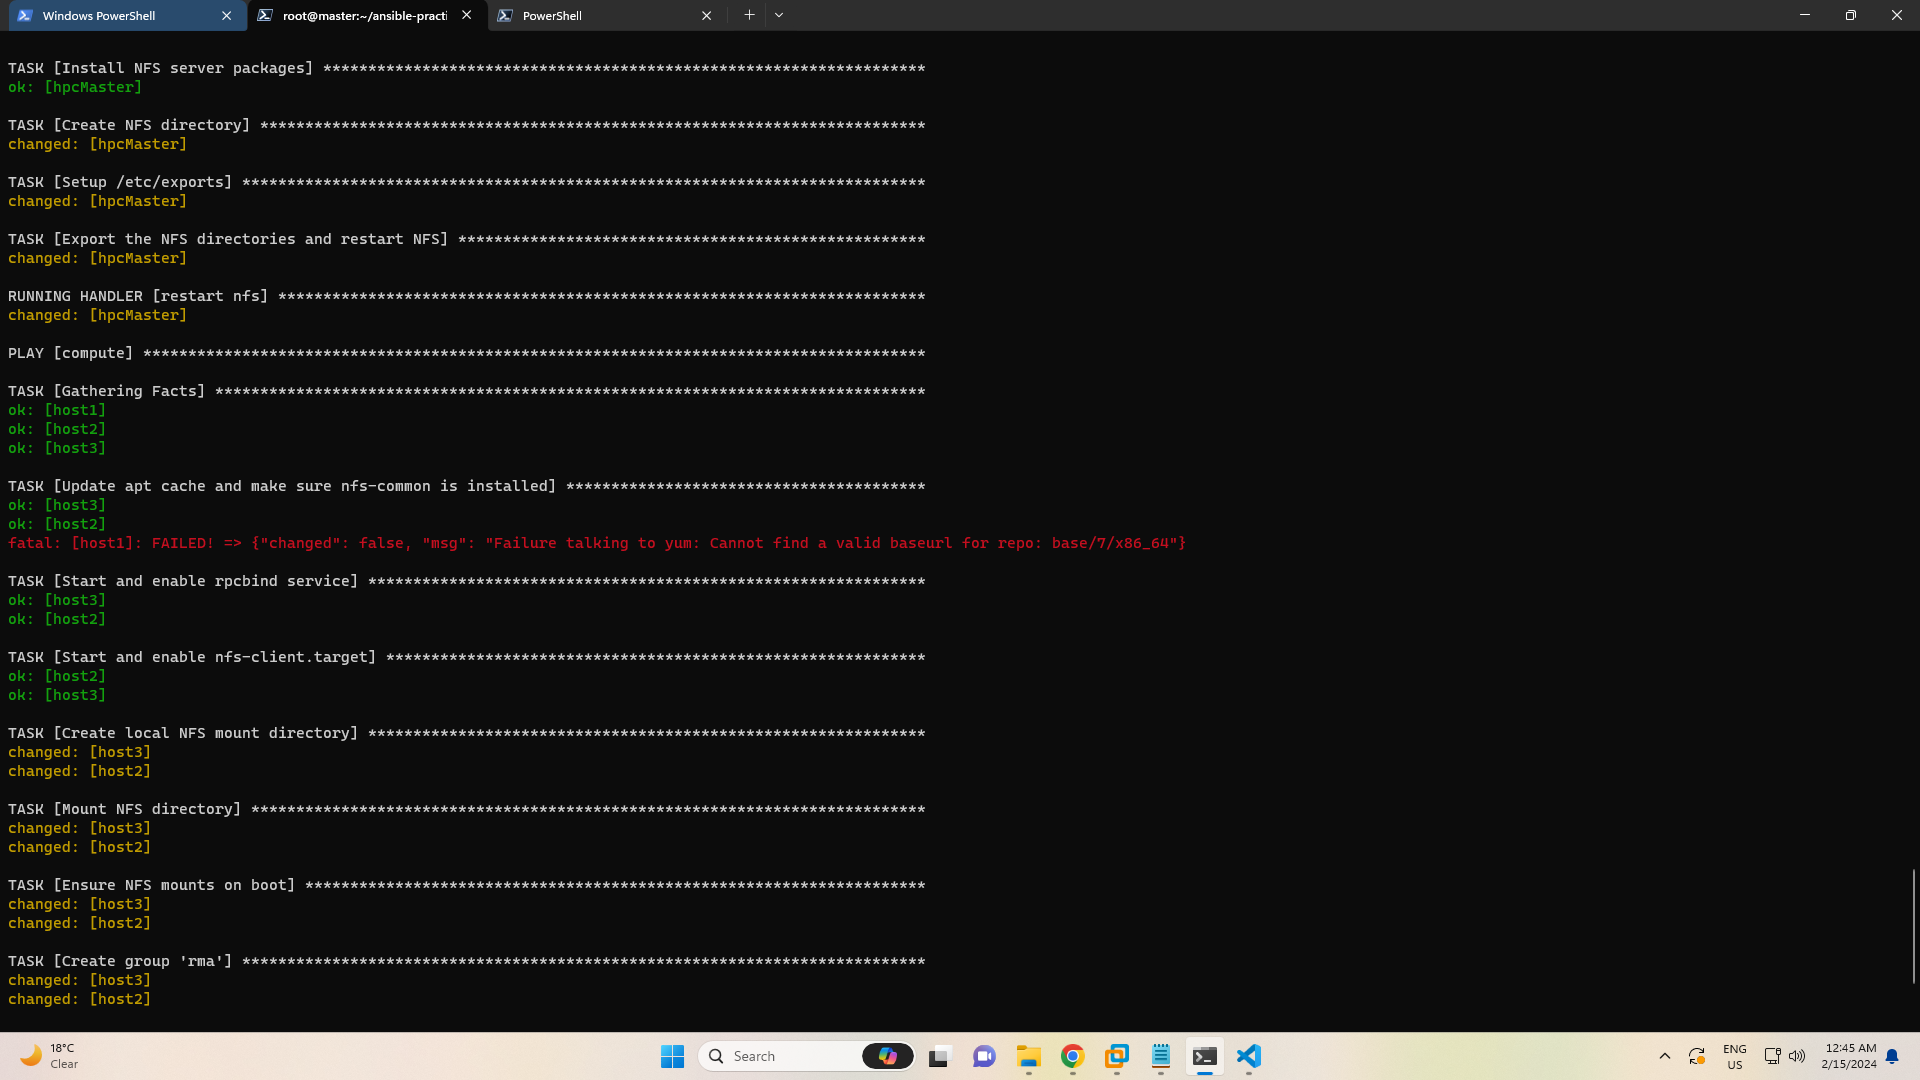 Windows PowerShell
root@master:~/ansible-practi
PowerShell
TASK [Install NFS server packages] *******************************************************************
ok: [hpcMaster]
TASK [Create NFS directory] **************************************************************************
changed: [hpcMaster]
TASK [Setup /etc/exports] ****************************************************************************
changed: [hpcMaster]
TASK [Export the NFS directories and restart NFS] ****************************************************
changed: [hpcMaster]
RUNNING HANDLER [restart nfs] ************************************************************************
changed: [hpcMaster]
PLAY [compute] ***************************************************************************************
TASK [Gathering Facts] *******************************************************************************
ok: [host1]
ok: [host2]
ok: [host3]
TASK [Update apt cache and make sure nfs-common is installed] ****************************************
ok: [host3]
ok: [host2]
fatal: [host1]: FAILED! => {"changed": false, "msg": "Failure talking to yum: Cannot find a valid baseurl for repo: base/7/x86_64"}
TASK [Start and enable rpcbind service] **************************************************************
ok: [host3]
ok: [host2]
TASK [Start and enable nfs-client.target] ************************************************************
ok: [host2]
ok: [host3]
TASK [Create local NFS mount directory] **************************************************************
changed: [host3]
changed: [host2]
TASK [Mount NFS directory] ***************************************************************************
changed: [host3]
changed: [host2]
TASK [Ensure NFS mounts on boot] *********************************************************************
changed: [host3]
changed: [host2]
TASK [Create group 'rma'] ****************************************************************************
changed: [host3]
changed: [host2]
18°C
Clear
Search
ENG
US
12:45 AM
2/15/2024